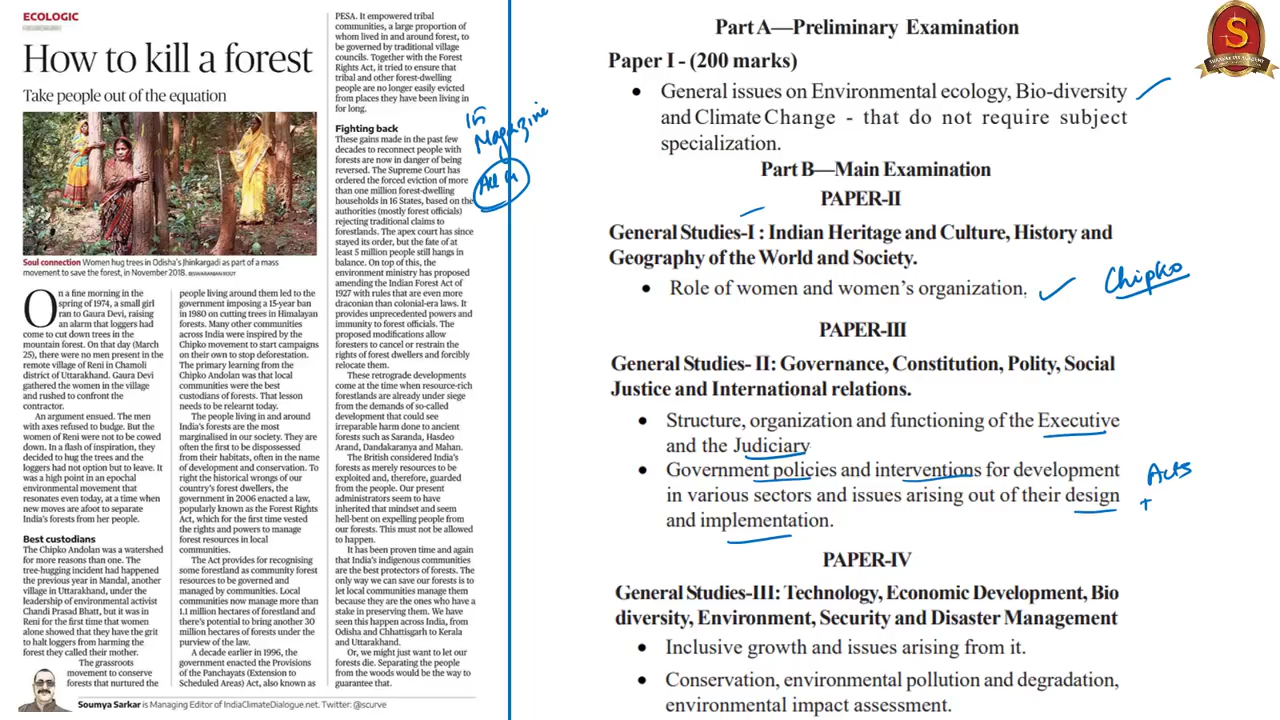 ECOLOGIC
How to kill a forest
Take people out of the equation
Soul connection Women hug trees in Odisha's Jhinkargadi as part of a mass
movement to save the forest, in November 2018. BISWARANJAN ROUT
On a fine morning in the
spring of 1974, a small girl
ran to Gaura Devi, raising
an alarm that loggers had
come to cut down trees in the
mountain forest. On that day (March
25), there were no men present in the
remote village of Reni in Chamoli
district of Uttarakhand. Gaura Devi
gathered the women in the village
and rushed to confront the
contractor.
An argument ensued. The men
with axes refused to budge. But the
women of Reni were not to be cowed
down. In a flash of inspiration, they
decided to hug the trees and the
loggers had not option but to leave. It
was a high point in an epochal
environmental movement that
resonates even today, at a time when
new moves are afoot to separate
India's forests from her people.
Best custodians
The Chipko Andolan was a watershed
for more reasons than one. The
tree-hugging incident had happened
the previous year in Mandal, another
village in Uttarakhand, under the
leadership of environmental activist
Chandi Prasad Bhatt, but it was in
Reni for the first time that women
alone showed that they have the grit
to halt loggers from harming the
forest they called their mother.
The grassroots
movement to conserve
forests that nurtured the
people living around them led to the
government imposing a 15-year ban
in 1980 on cutting trees in Himalayan
forests. Many other communities
across India were inspired by the
Chipko movement to start campaigns
on their own to stop deforestation.
The primary learning from the
Chipko Andolan was that local
communities were the best
custodians of forests. That lesson
needs to be relearnt today.
The people living in and around
India's forests are the most
marginalised in our society. They are
often the first to be dispossessed
from their habitats, often in the
name of development and conservation. To
right the historical wrongs of our
country's forest dwellers, the
government in 2006 enacted a law,
popularly known as the Forest Rights
Act, which for the first time vested
the rights and powers to manage
forest resources in local
communities.
The Act provides for recognising
some forestland as community forest
resources to be governed and
managed by communities. Local
communities now manage more than
1.1 million hectares of forestland and
there's potential to bring another 30
million hectares of forests under the
purview of the law.
A decade earlier in 1996, the
government enacted the Provisions
of the Panchayats (Extension to
Scheduled Areas) Act, also known as
PESA. It empowered tribal
communities, a large proportion of
whom lived in and around forest, to
be governed by traditional village
councils. Together with the Forest
Rights Act, it tried to ensure that
tribal and other forest-dwelling
people are no longer easily evicted
from places they have been living in
for long.
Fighting back
These gains made in the past few
decades to reconnect people with
forests are now in danger of being
reversed. The Supreme Court has
ordered the forced eviction of more
than one million forest-dwelling
households in 16 States, based on the
authorities (mostly forest officials)
rejecting traditional claims to
forestlands. The apex court has since
stayed its order, but the fate of at
least 5 million people still hangs in
balance. On top of this, the
environment ministry has proposed
amending the Indian Forest Act of
1927 with rules that are even more
draconian than colonial-era laws. It
provides unprecedented powers and
immunity to forest officials. The
proposed modifications allow
foresters to cancel or restrain the
rights of forest dwellers and forcibly
relocate them.
These retrograde developments
come at the time when resource-rich
forestlands are already under siege
from the demands of so-called
development that could see
irreparable harm done to ancient
forests such as Saranda, Hasdeo
Arand, Dandakaranya and Mahan.
The British considered India's
forests as merely resources to be
exploited and, therefore, guarded
from the people. Our present
administrators seem to have
inherited that mindset and seem
hell-bent on expelling people from
our forests. This must not be allowed
to happen.
It has been proven time and again
that India's indigenous communities
are the best protectors of forests. The
only way we can save our forests is to
let local communities manage them
because they are the ones who have a
stake in preserving them. We have
seen this happen across India, from
Odisha and Chhattisgarh to Kerala
and Uttarakhand.
Or, we might just want to let our
forests die. Separating the people
from the woods would be the way to
guarantee that.
Soumya Sarkar is Managing Editor of IndiaClimateDialogue.net. Twitter: @scurve
Magazine
Part A—Preliminary Examination
Paper I - (200 marks)
● General issues on Environmental ecology, Bio-diversity
and Climate Change - that do not require subject
specialization.
Part B—Main Examination
PAPER-II
General Studies-I : Indian Heritage and Culture, History and
Geography of the World and Society.
● Role of women and women's organization.
Chipko
PAPER-III
General Studies- II: Governance, Constitution, Polity, Social
Justice and International relations.
● Structure, organization and functioning of the Executive
and the Judiciary
● Government policies and interventions for development
in various sectors and issues arising out of their design
and implementation.
Acts
+
PAPER-IV
General Studies-III: Technology, Economic Development, Bio
diversity, Environment, Security and Disaster Management
● Inclusive growth and issues arising from it.
● Conservation, environmental pollution and degradation,
environmental impact assessment.
S